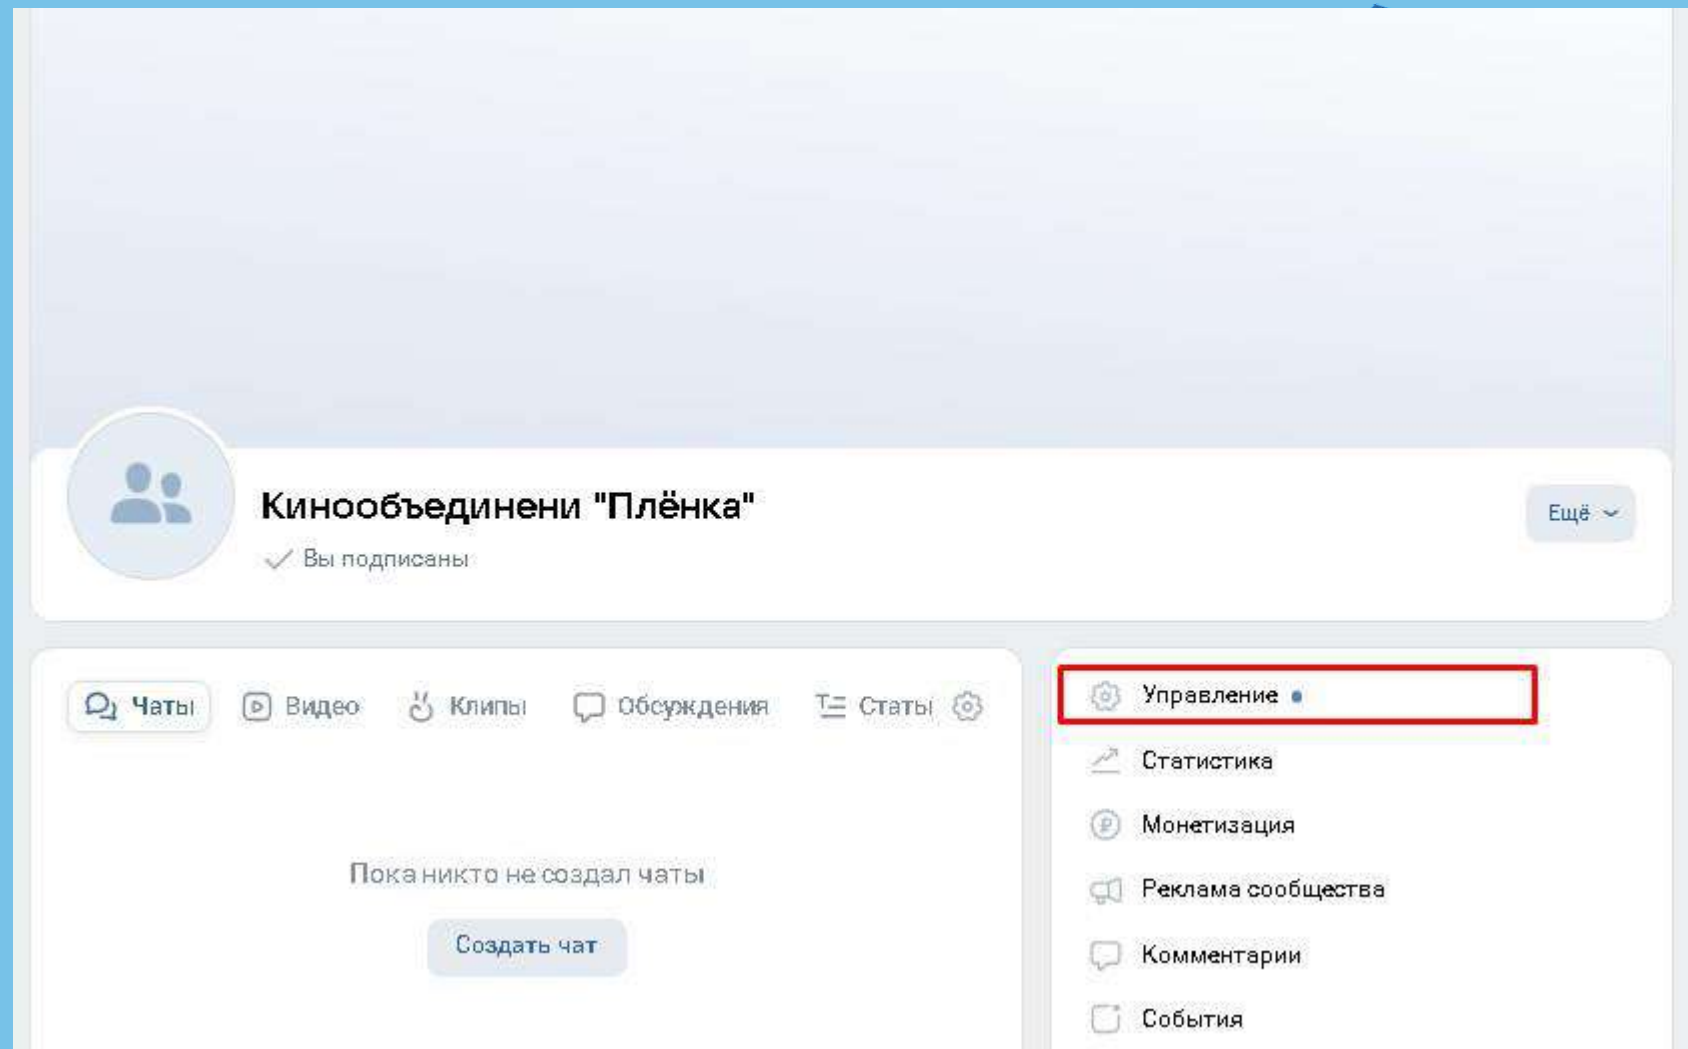 Кинообъединени "Плёнка"
Ещё
Вы подписаны
Чаты Видео Клипы Обсуждения Статьі
Пока никто не создал чаты
Создать чат
Управление
Статистика
Монетизация
Реклама сообщества
Комментарии
События